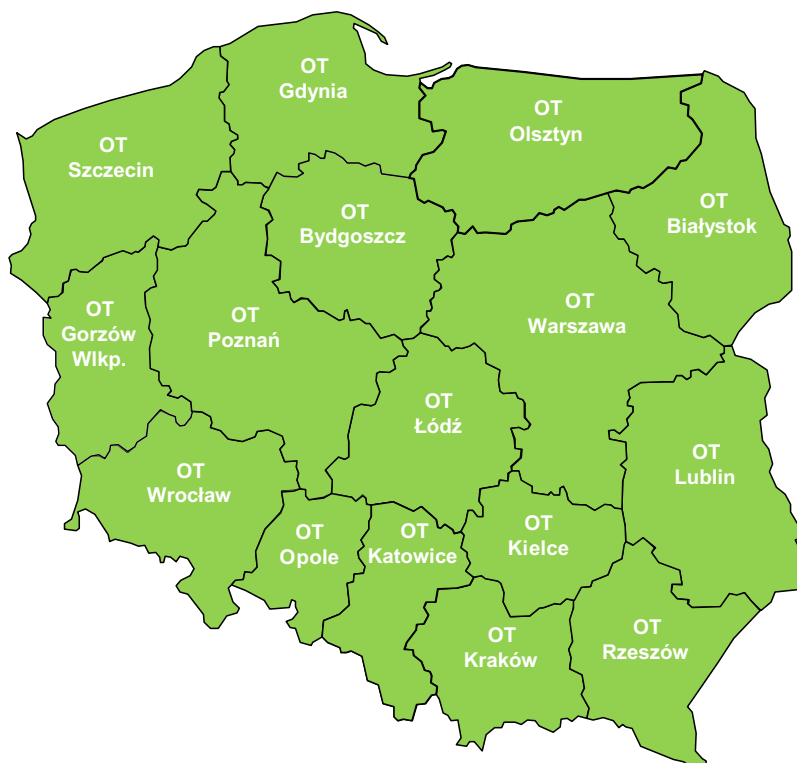 OT
Gdynia
OT
Olsztyn
OT
Szczecin
OT
Białystok
OT
Bydgoszcz
OT
Warszawa
OT
Gorzów
Wlkp.
OT
Poznań
OT
Łódź
OT
Lublin
OT
Wrocław
OT
Opole
OT
Katowice
OT
Kielce
OT
Kraków
OT
Rzeszów